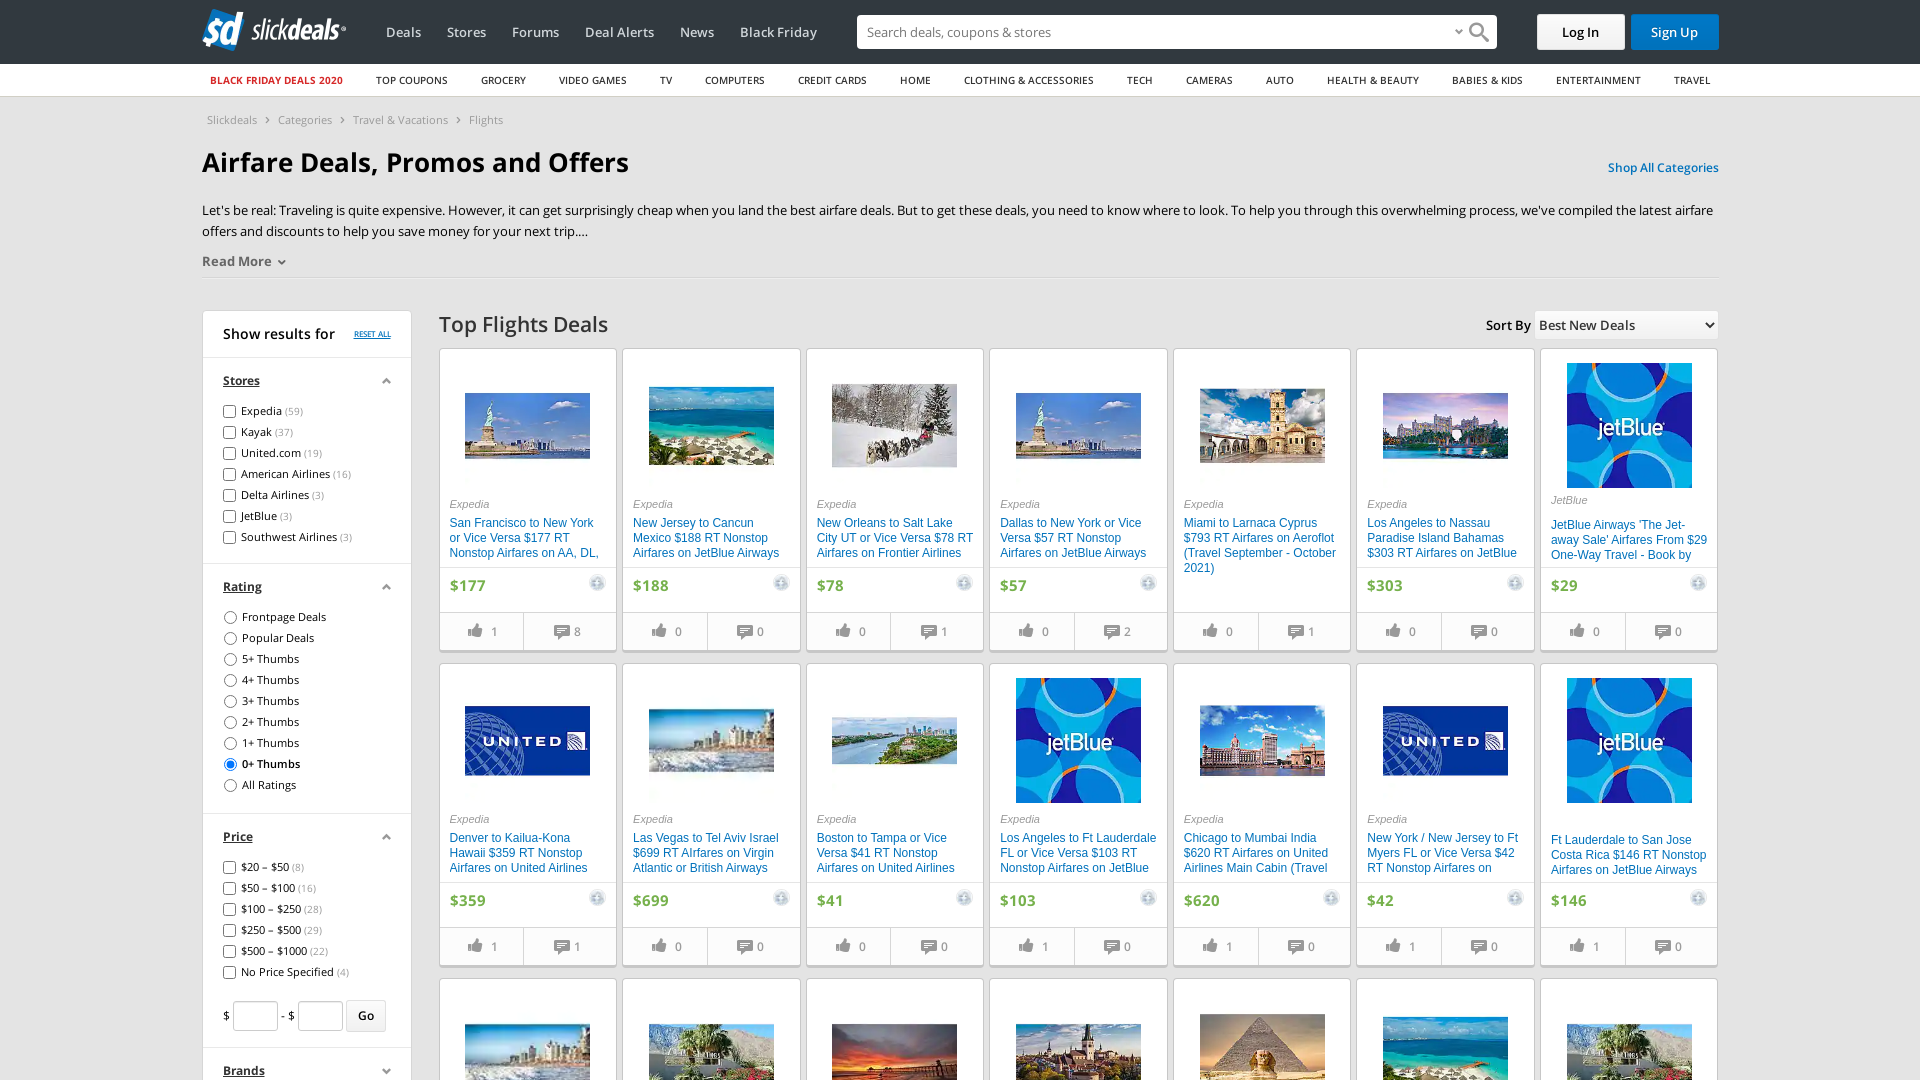 sd slickdeals
Deals
Stores
Forums
Deal Alerts
News
Black Friday
Search deals, coupons & stores
Log In
Sign Up
BLACK FRIDAY DEALS 2020
TOP COUPONS
GROCERY
VIDEO GAMES
TV
COMPUTERS
CREDIT CARDS
HOME
CLOTHING & ACCESSORIES
TECH
CAMERAS
AUTO
HEALTH & BEAUTY
BABIES & KIDS
ENTERTAINMENT
TRAVEL
Slickdeals > Categories > Travel & Vacations > Flights
Airfare Deals, Promos and Offers
Shop All Categories
Let's be real: Traveling is quite expensive. However, it can get surprisingly cheap when you land the best airfare deals. But to get these deals, you need to know where to look. To help you through this overwhelming process, we've compiled the latest airfare
offers and discounts to help you save money for your next trip....
Read More
Show results for
RESET ALL
Stores
Expedia (59)
Kayak (37)
United.com (19)
American Airlines (16)
Delta Airlines (3)
JetBlue (3)
Southwest Airlines (3)
Rating
Frontpage Deals
Popular Deals
5+ Thumbs
4+ Thumbs
3+ Thumbs
2+ Thumbs
1+ Thumbs
0+ Thumbs
All Ratings
Price
$20 – $50 (8)
$50 – $100 (16)
$100 – $250 (28)
$250 – $500 (29)
$500 – $1000 (22)
No Price Specified (4)
$ - $ Go
Brands
Top Flights Deals
Sort By Best New Deals
Expedia
San Francisco to New York
or Vice Versa $177 RT
Nonstop Airfares on AA, DL,
$177
1
8
Expedia
New Jersey to Cancun
Mexico $188 RT Nonstop
Airfares on JetBlue Airways
$188
0
0
Expedia
New Orleans to Salt Lake
City UT or Vice Versa $78 RT
Airfares on Frontier Airlines
$78
0
1
Expedia
Dallas to New York or Vice
Versa $57 RT Nonstop
Airfares on JetBlue Airways
$57
0
2
Expedia
Miami to Larnaca Cyprus
$793 RT Airfares on Aeroflot
(Travel September - October
2021)
0
1
Expedia
Los Angeles to Nassau
Paradise Island Bahamas
$303 RT Airfares on JetBlue
$303
0
0
jetBlue
JetBlue
JetBlue Airways 'The Jet-
away Sale' Airfares From $29
One-Way Travel - Book by
$29
0
0
UNITED
Expedia
Denver to Kailua-Kona
Hawaii $359 RT Nonstop
Airfares on United Airlines
$359
1
1
Expedia
Las Vegas to Tel Aviv Israel
$699 RT AIrfares on Virgin
Atlantic or British Airways
$699
0
0
Expedia
Boston to Tampa or Vice
Versa $41 RT Nonstop
Airfares on United Airlines
$41
0
0
jetBlue
Expedia
Los Angeles to Ft Lauderdale
FL or Vice Versa $103 RT
Nonstop Airfares on JetBlue
$103
1
0
Expedia
Chicago to Mumbai India
$620 RT Airfares on United
Airlines Main Cabin (Travel
$620
1
0
UNITED
Expedia
New York / New Jersey to Ft
Myers FL or Vice Versa $42
RT Nonstop Airfares on
$42
1
0
jetBlue
Ft Lauderdale to San Jose
Costa Rica $146 RT Nonstop
Airfares on JetBlue Airways
$146
1
0